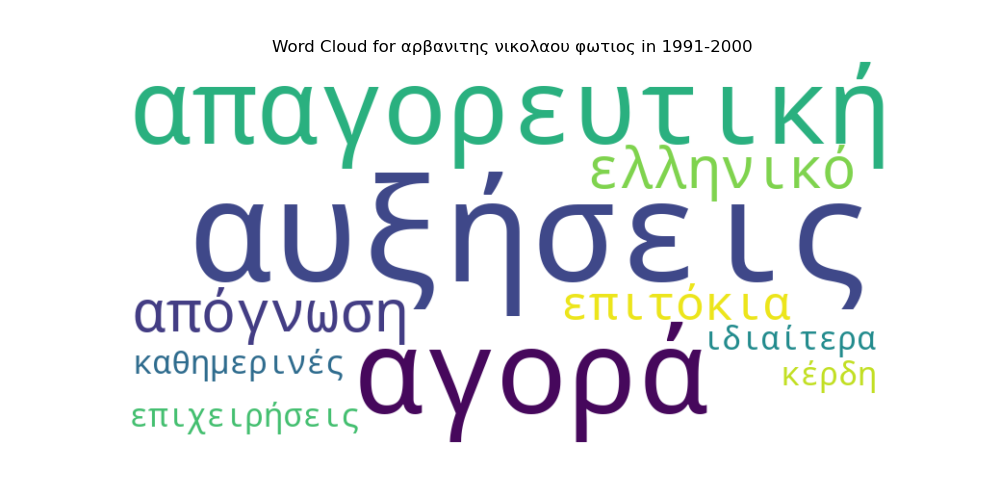 Word Cloud for αρβανιτης νικολαου φωτιος in 1991-2000
απαγορευτική
ελληνικό
αυξήσεις
απόγνωση
επιτόκια
ιδιαίτερα
καθημερινές
αγορά
κέρδη
επιχειρήσεις